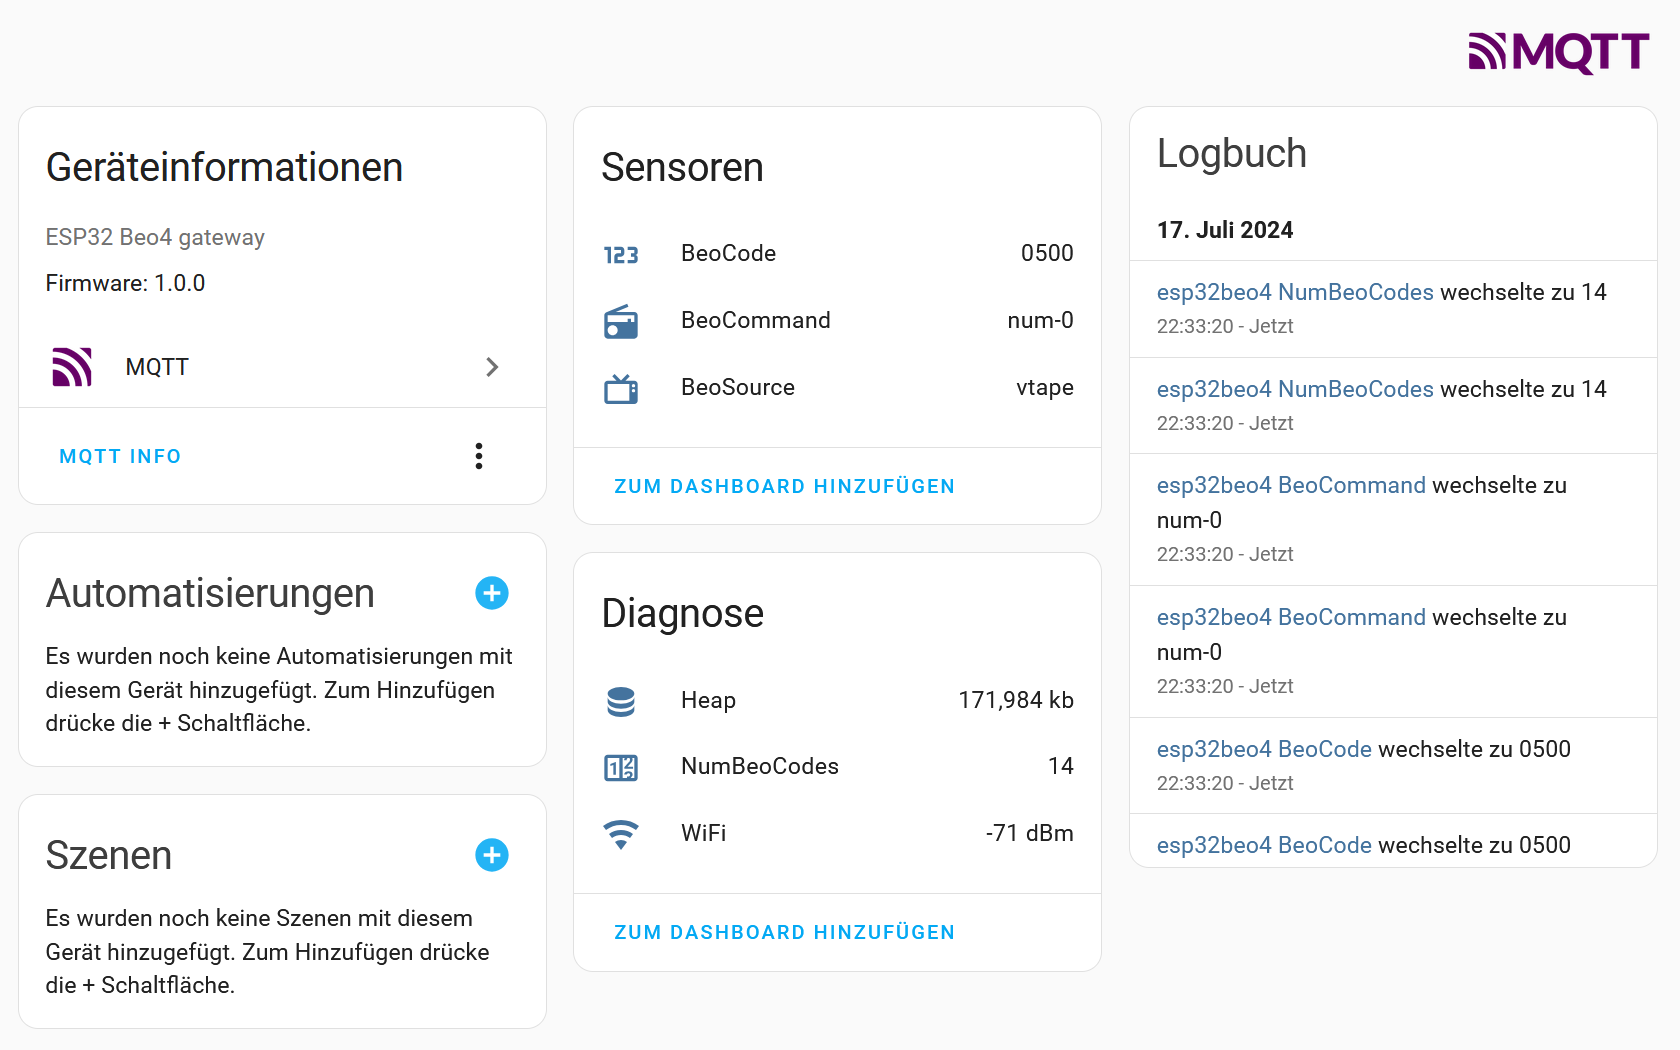 MQTT
Geräteinformationen
ESP32 Beo4 gateway
Firmware: 1.0.0
MQTT
MQTT INFO
Automatisierungen
Es wurden noch keine Automatisierungen mit
diesem Gerät hinzugefügt. Zum Hinzufügen
drücke die + Schaltfläche.
Szenen
Es wurden noch keine Szenen mit diesem
Gerät hinzugefügt. Zum Hinzufügen drücke
die + Schaltfläche.
Sensoren
123 BeoCode 0500
BeoCommand num-0
BeoSource vtape
ZUM DASHBOARD HINZUFÜGEN
Diagnose
Heap 171,984 kb
NumBeoCodes 14
WiFi -71 dBm
ZUM DASHBOARD HINZUFÜGEN
Logbuch
17. Juli 2024
esp32beo4 NumBeoCodes wechselte zu 14
22:33:20 - Jetzt
esp32beo4 NumBeoCodes wechselte zu 14
22:33:20 - Jetzt
esp32beo4 BeoCommand wechselte zu
num-0
22:33:20 - Jetzt
esp32beo4 BeoCommand wechselte zu
num-0
22:33:20 - Jetzt
esp32beo4 BeoCode wechselte zu 0500
22:33:20 - Jetzt
esp32beo4 BeoCode wechselte zu 0500